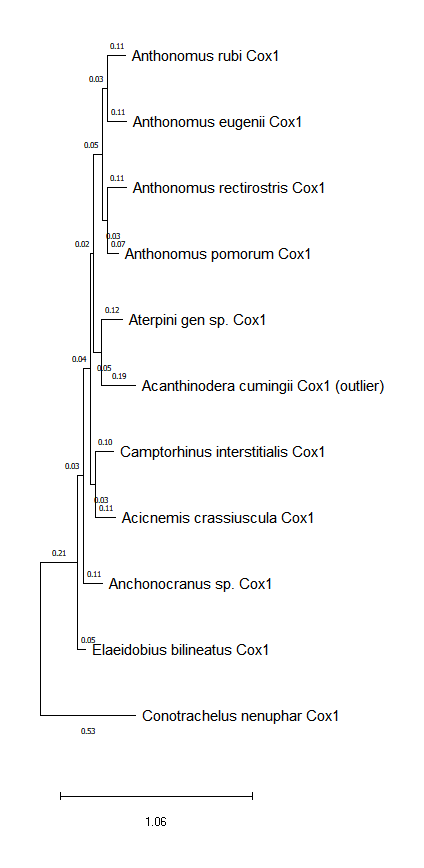 0.11
Anthonomus rubi Cox1
0.03
0.11
Anthonomus eugenii Cox1
0.05
0.11
Anthonomus rectirostris Cox1
0.03
0.02
0.07
Anthonomus pomorum Cox1
0.12
Aterpini gen sp. Cox1
0.04
0.05
0.19
Acanthinodera cumingii Cox1 (outlier)
0.10
Camptorhinus interstitialis Cox1
0.03
0.03
0.11
Acicnemis crassiuscula Cox1
0.21
0.11
Anchonocranus sp. Cox1
0.05
Elaeidobius bilineatus Cox1
Conotrachelus nenuphar Cox1
0.53
1.06